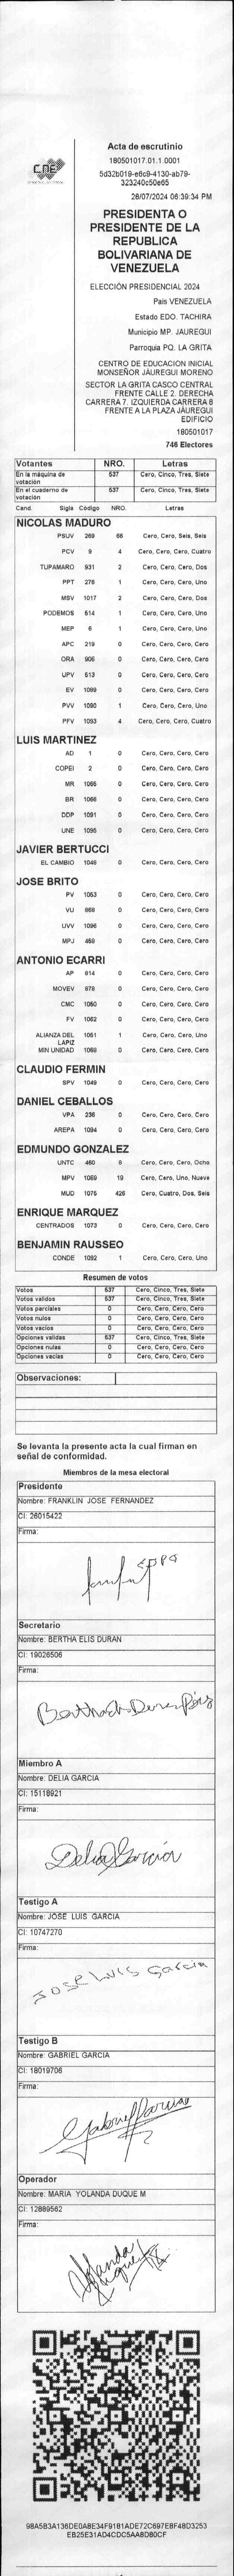 CNE
Acta de escrutinio
180501017.01.1.0001
5d32b019-e6c9-4130-ab79-
323240c50e65
28/07/2024 06:39:34 PM
PRESIDENTA O
PRESIDENTE DE LA
REPUBLICA
BOLIVARIANA DE
VENEZUELA
ELECCIÓN PRESIDENCIAL 2024
País VENEZUELA
Estado EDO. TACHIRA
Municipio MP. JAUREGUI
Parroquia PQ. LA GRITA
CENTRO DE EDUCACION INICIAL
MONSEÑOR JÁUREGUI MORENO
SECTOR LA GRITA CASCO CENTRAL
FRENTE CALLE 2. DERECHA
CARRERA 7. IZQUIERDA CARRERA 8
FRENTE A LA PLAZA JÁUREGUI
EDIFICIO
180501017
746 Electores
Votantes NRO. Letras
En la máquina de votación 537 Cero, Cinco, Tres, Siete
En el cuaderno de votación 537 Cero, Cinco, Tres, Siete
Cand. Sigla Código NRO. Letras
NICOLAS MADURO
PSUV 269 66 Cero, Cero, Seis, Seis
PCV 9 4 Cero, Cero, Cero, Cuatro
TUPAMARO 931 2 Cero, Cero, Cero, Dos
PPT 276 1 Cero, Cero, Cero, Uno
MSV 1017 2 Cero, Cero, Cero, Dos
PODEMOS 514 1 Cero, Cero, Cero, Uno
MEP 6 1 Cero, Cero, Cero, Uno
APC 219 0 Cero, Cero, Cero, Cero
ORA 906 0 Cero, Cero, Cero, Cero
UPV 513 0 Cero, Cero, Cero, Cero
EV 1089 0 Cero, Cero, Cero, Cero
PVV 1090 1 Cero, Cero, Cero, Uno
PFV 1093 4 Cero, Cero, Cero, Cuatro
LUIS MARTINEZ
AD 1 0 Cero, Cero, Cero, Cero
COPEI 2 0 Cero, Cero, Cero, Cero
MR 1065 0 Cero, Cero, Cero, Cero
BR 1066 0 Cero, Cero, Cero, Cero
DDP 1091 0 Cero, Cero, Cero, Cero
UNE 1095 0 Cero, Cero, Cero, Cero
JAVIER BERTUCCI
EL CAMBIO 1048 0 Cero, Cero, Cero, Cero
JOSE BRITO
PV 1053 0 Cero, Cero, Cero, Cero
VU 868 0 Cero, Cero, Cero, Cero
UVV 1096 0 Cero, Cero, Cero, Cero
MPJ 459 0 Cero, Cero, Cero, Cero
ANTONIO ECARRI
AP 814 0 Cero, Cero, Cero, Cero
MOVEV 878 0 Cero, Cero, Cero, Cero
CMC 1050 0 Cero, Cero, Cero, Cero
FV 1062 0 Cero, Cero, Cero, Cero
ALIANZA DEL LAPIZ 1051 1 Cero, Cero, Cero, Uno
MIN UNIDAD 1069 0 Cero, Cero, Cero, Cero
CLAUDIO FERMIN
SPV 1049 0 Cero, Cero, Cero, Cero
DANIEL CEBALLOS
VPA 236 0 Cero, Cero, Cero, Cero
AREPA 1094 0 Cero, Cero, Cero, Cero
EDMUNDO GONZALEZ
UNTC 460 8 Cero, Cero, Cero, Ocho
MPV 1069 19 Cero, Cero, Uno, Nueve
MUD 1075 426 Cero, Cuatro, Dos, Seis
ENRIQUE MARQUEZ
CENTRADOS 1073 0 Cero, Cero, Cero, Cero
BENJAMIN RAUSSEO
CONDE 1092 1 Cero, Cero, Cero, Uno
Resumen de votos
Votos 537 Cero, Cinco, Tres, Siete
Votos validos 537 Cero, Cinco, Tres, Siete
Votos parciales 0 Cero, Cero, Cero, Cero
Votos nulos 0 Cero, Cero, Cero, Cero
Votos vacios 0 Cero, Cero, Cero, Cero
Opciones validas 537 Cero, Cinco, Tres, Siete
Opciones nulas 0 Cero, Cero, Cero, Cero
Opciones vacias 0 Cero, Cero, Cero, Cero
Observaciones:
Se levanta la presente acta la cual firman en
señal de conformidad.
Miembros de la mesa electoral
Presidente
Nombre: FRANKLIN JOSE FERNANDEZ
CI: 26015422
Firma:
Secretario
Nombre: BERTHA ELIS DURAN
CI: 19026506
Firma:
Bertha Duran Pérez
Miembro A
Nombre: DELIA GARCIA
CI: 15118921
Firma:
Delia García
Testigo A
Nombre: JOSE LUIS GARCIA
CI: 10747270
Firma:
JOSE LUIS Garcia
Testigo B
Nombre: GABRIEL GARCIA
CI: 18019706
Firma:
Gabriel Garcia
Operador
Nombre: MARIA YOLANDA DUQUE M
CI: 12889562
Firma:
Yolanda Duque
98A5B3A136DE0A8E34F9181ADE72C697E8F48D3253
EB25E31AD4CDC5AA8D80CF